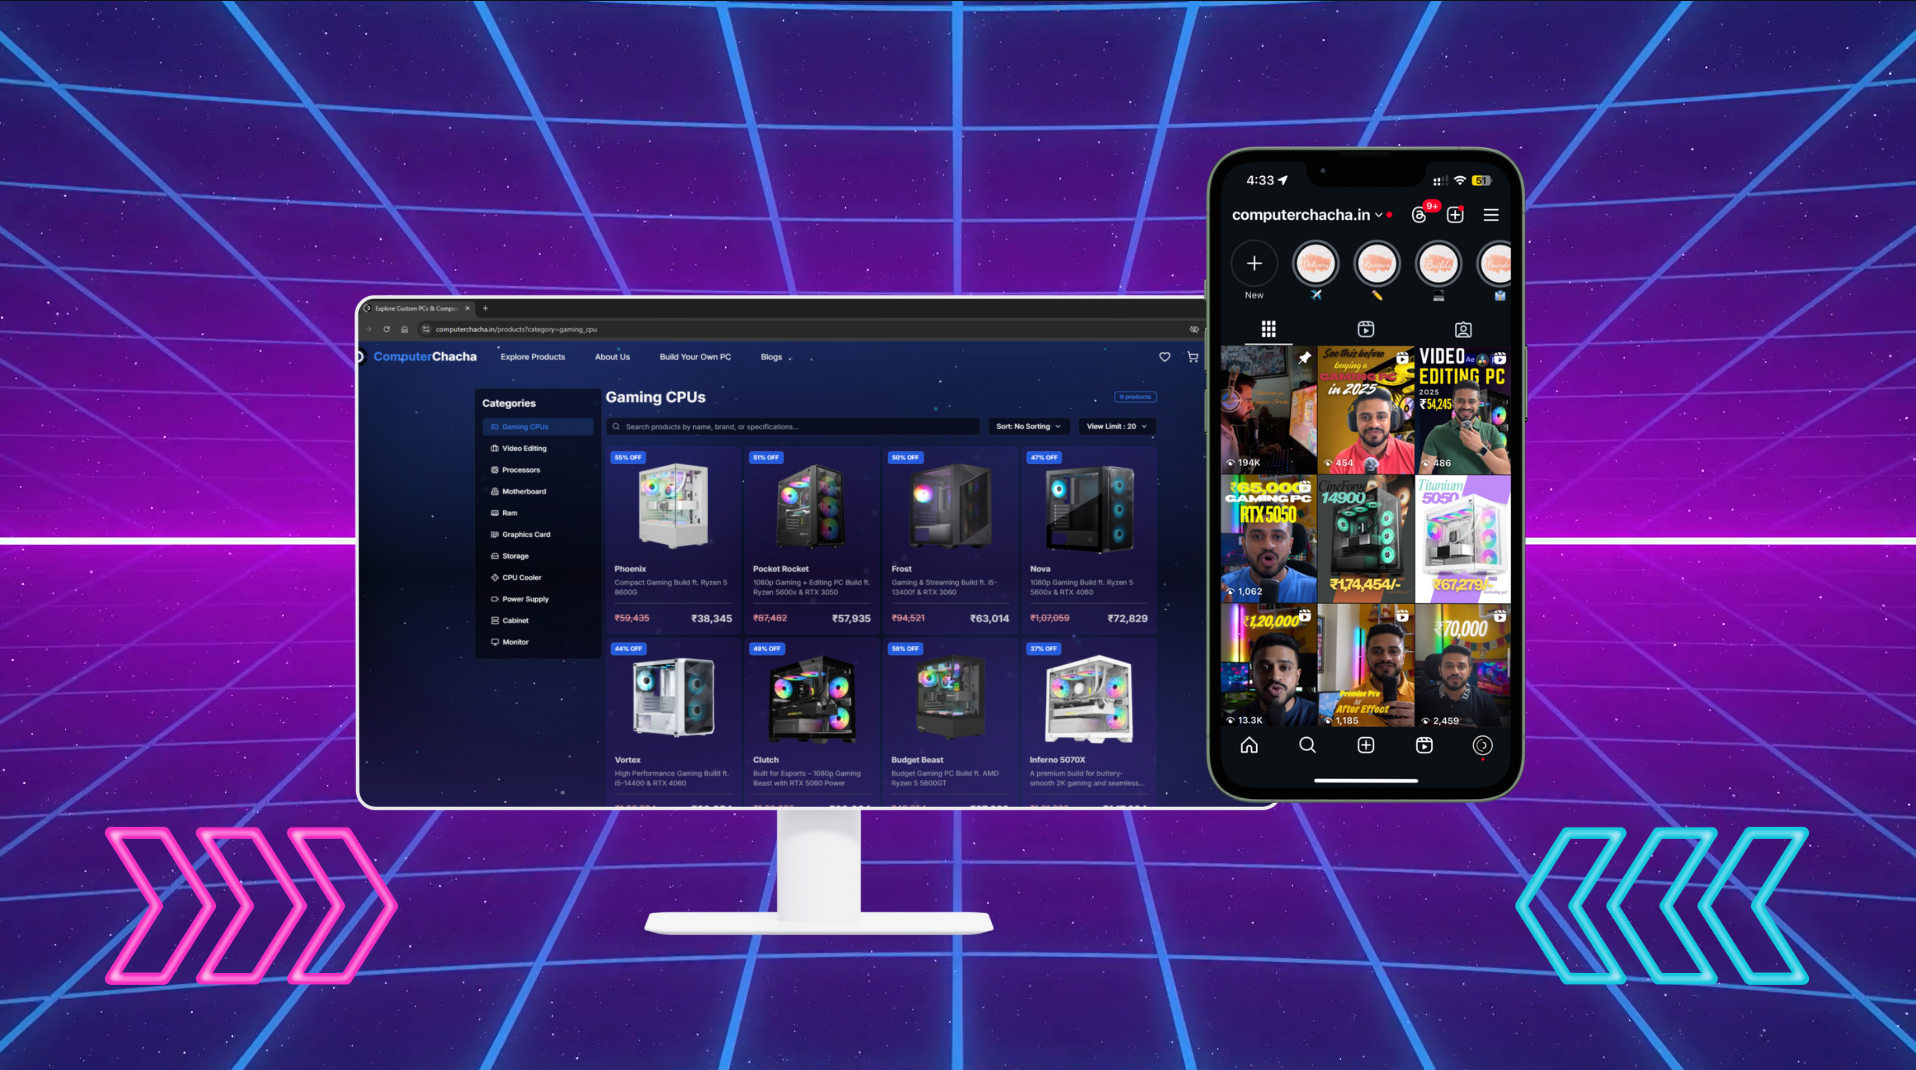 Explore Custom PCs & Compo
computerchacha.in/products?category=gaming_cpu
ComputerChacha
Explore Products
About Us
Build Your Own PC
Blogs
Categories
Gaming CPUs
Video Editing
Processors
Motherboard
Ram
Graphics Card
Storage
CPU Cooler
Power Supply
Cabinet
Monitor
Gaming CPUs
9 products
Search products by name, brand, or specifications...
Sort: No Sorting
View Limit : 20
55% OFF
Phoenix
Compact Gaming Build ft. Ryzen 5
8600G
₹59,435 ₹38,345
51% OFF
Pocket Rocket
1080p Gaming + Editing PC Build ft.
Ryzen 5600x & RTX 3050
₹87,482 ₹57,935
50% OFF
Frost
Gaming & Streaming Build ft. i5-
13400f & RTX 3060
₹94,521 ₹63,014
47% OFF
Nova
1080p Gaming Build ft. Ryzen 5
5600x & RTX 4060
₹1,07,059 ₹72,829
44% OFF
Vortex
High Performance Gaming Build ft.
i5-14400 & RTX 4060
49% OFF
Clutch
Built for Esports – 1080p Gaming
Beast with RTX 5060 Power
58% OFF
Budget Beast
Budget Gaming PC Build ft. AMD
Ryzen 5 5600GT
37% OFF
Inferno 5070X
A premium build for buttery-
smooth 2K gaming and seamless...
4:33
51
computerchacha.in
9+
New
Delivery
Reviews
Builds
194K
See this before
buying a
GAMING PC
in 2025
454
VIDEO
Ae
EDITING PC
2025
₹54,245
486
₹65,000
GAMING PC
RTX 5050
1,062
CineForge
14900
₹1,74,454/-
Titanium
5050
₹67,279/-
₹1,20,000
13.3K
Premier Pro
After Effect
1,185
₹70,000
2,459